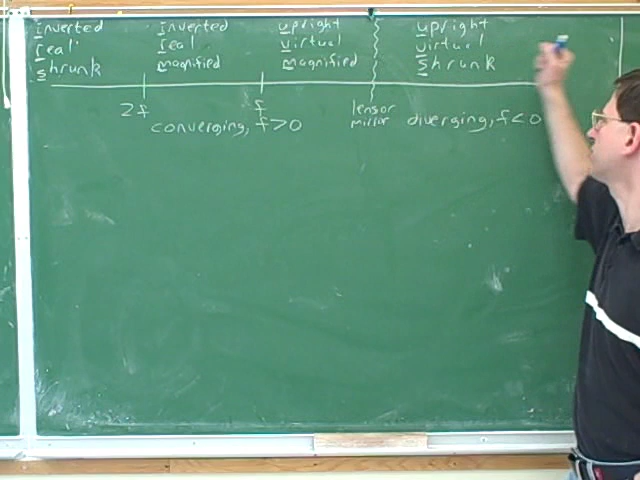 inverted inverted upright upright
real real virtual virtual
shrunk magnified magnified shrunk
2f f lens or
converging, f>0 mirror diverging, f<0